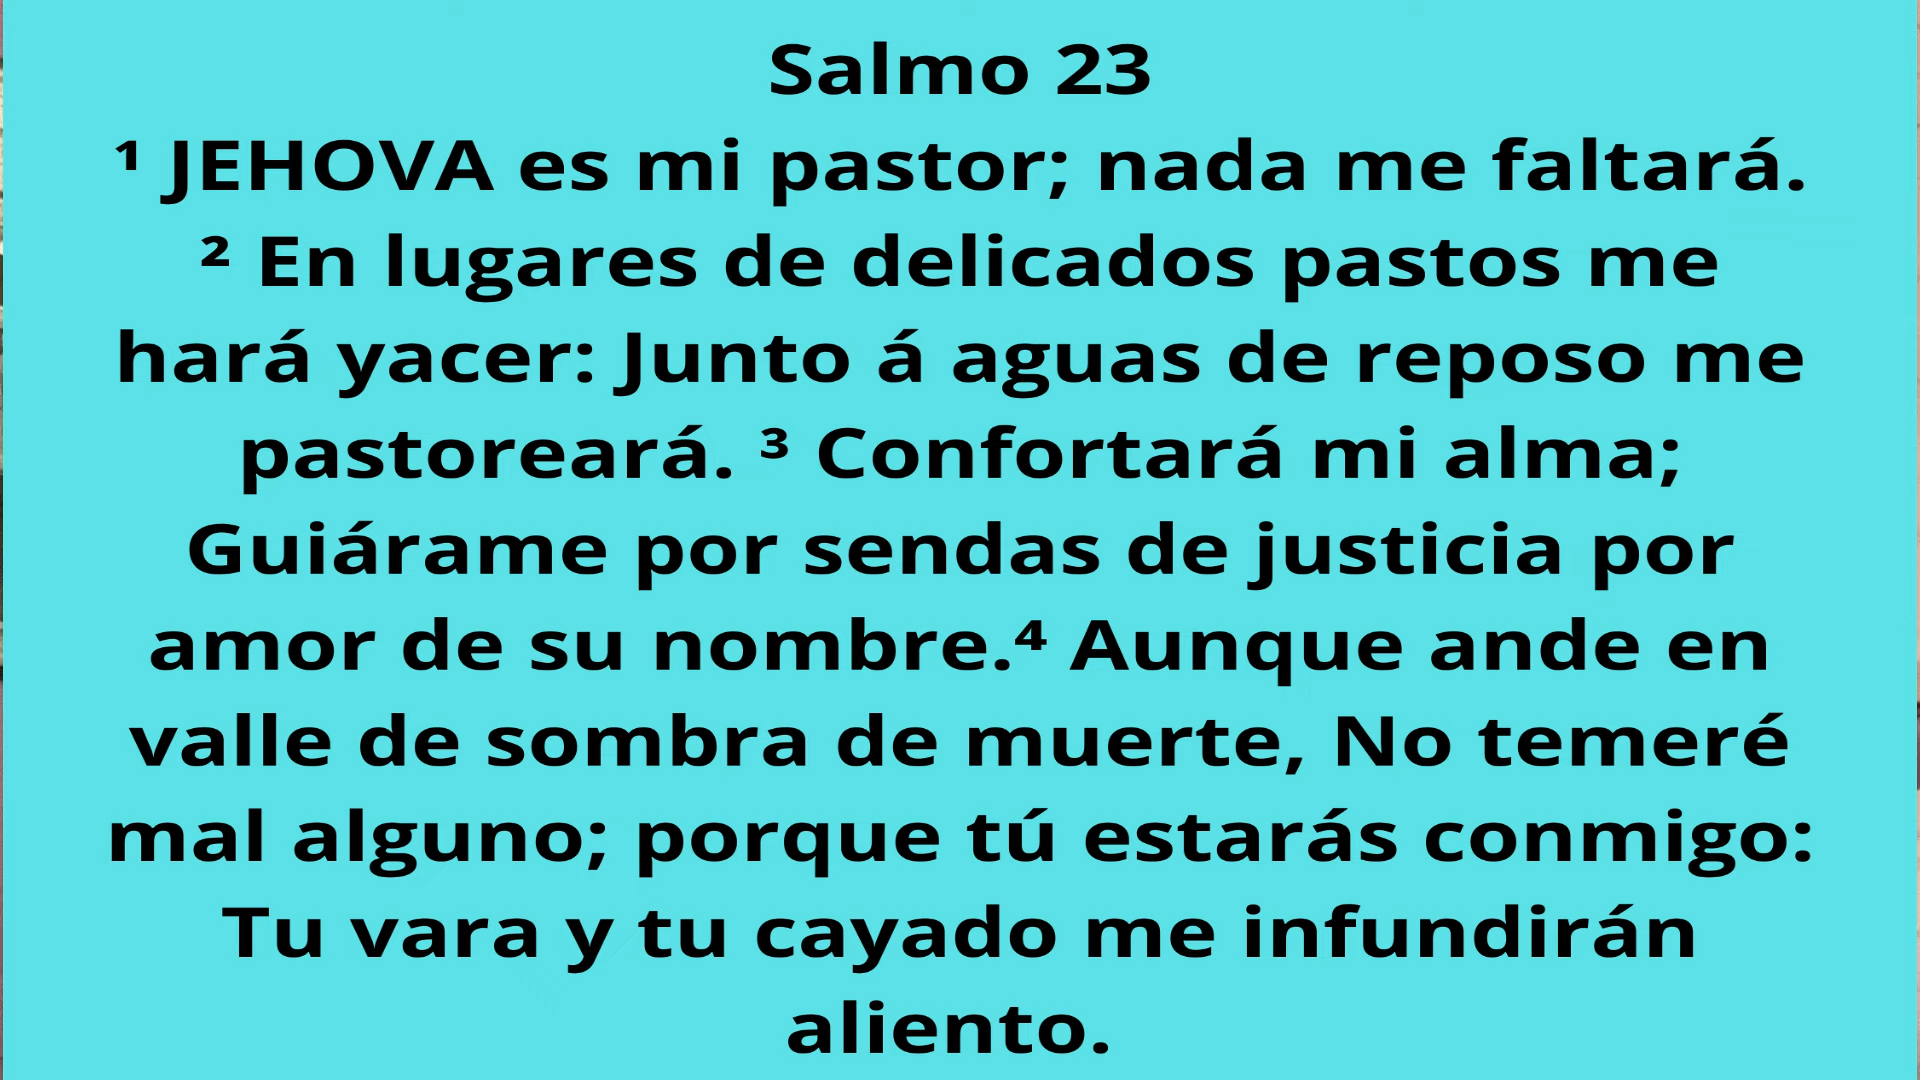 Salmo 23
¹ JEHOVA es mi pastor; nada me faltará.
² En lugares de delicados pastos me
hará yacer: Junto á aguas de reposo me
pastoreará. ³ Confortará mi alma;
Guiárame por sendas de justicia por
amor de su nombre.⁴ Aunque ande en
valle de sombra de muerte, No temeré
mal alguno; porque tú estarás conmigo:
Tu vara y tu cayado me infundirán
aliento.